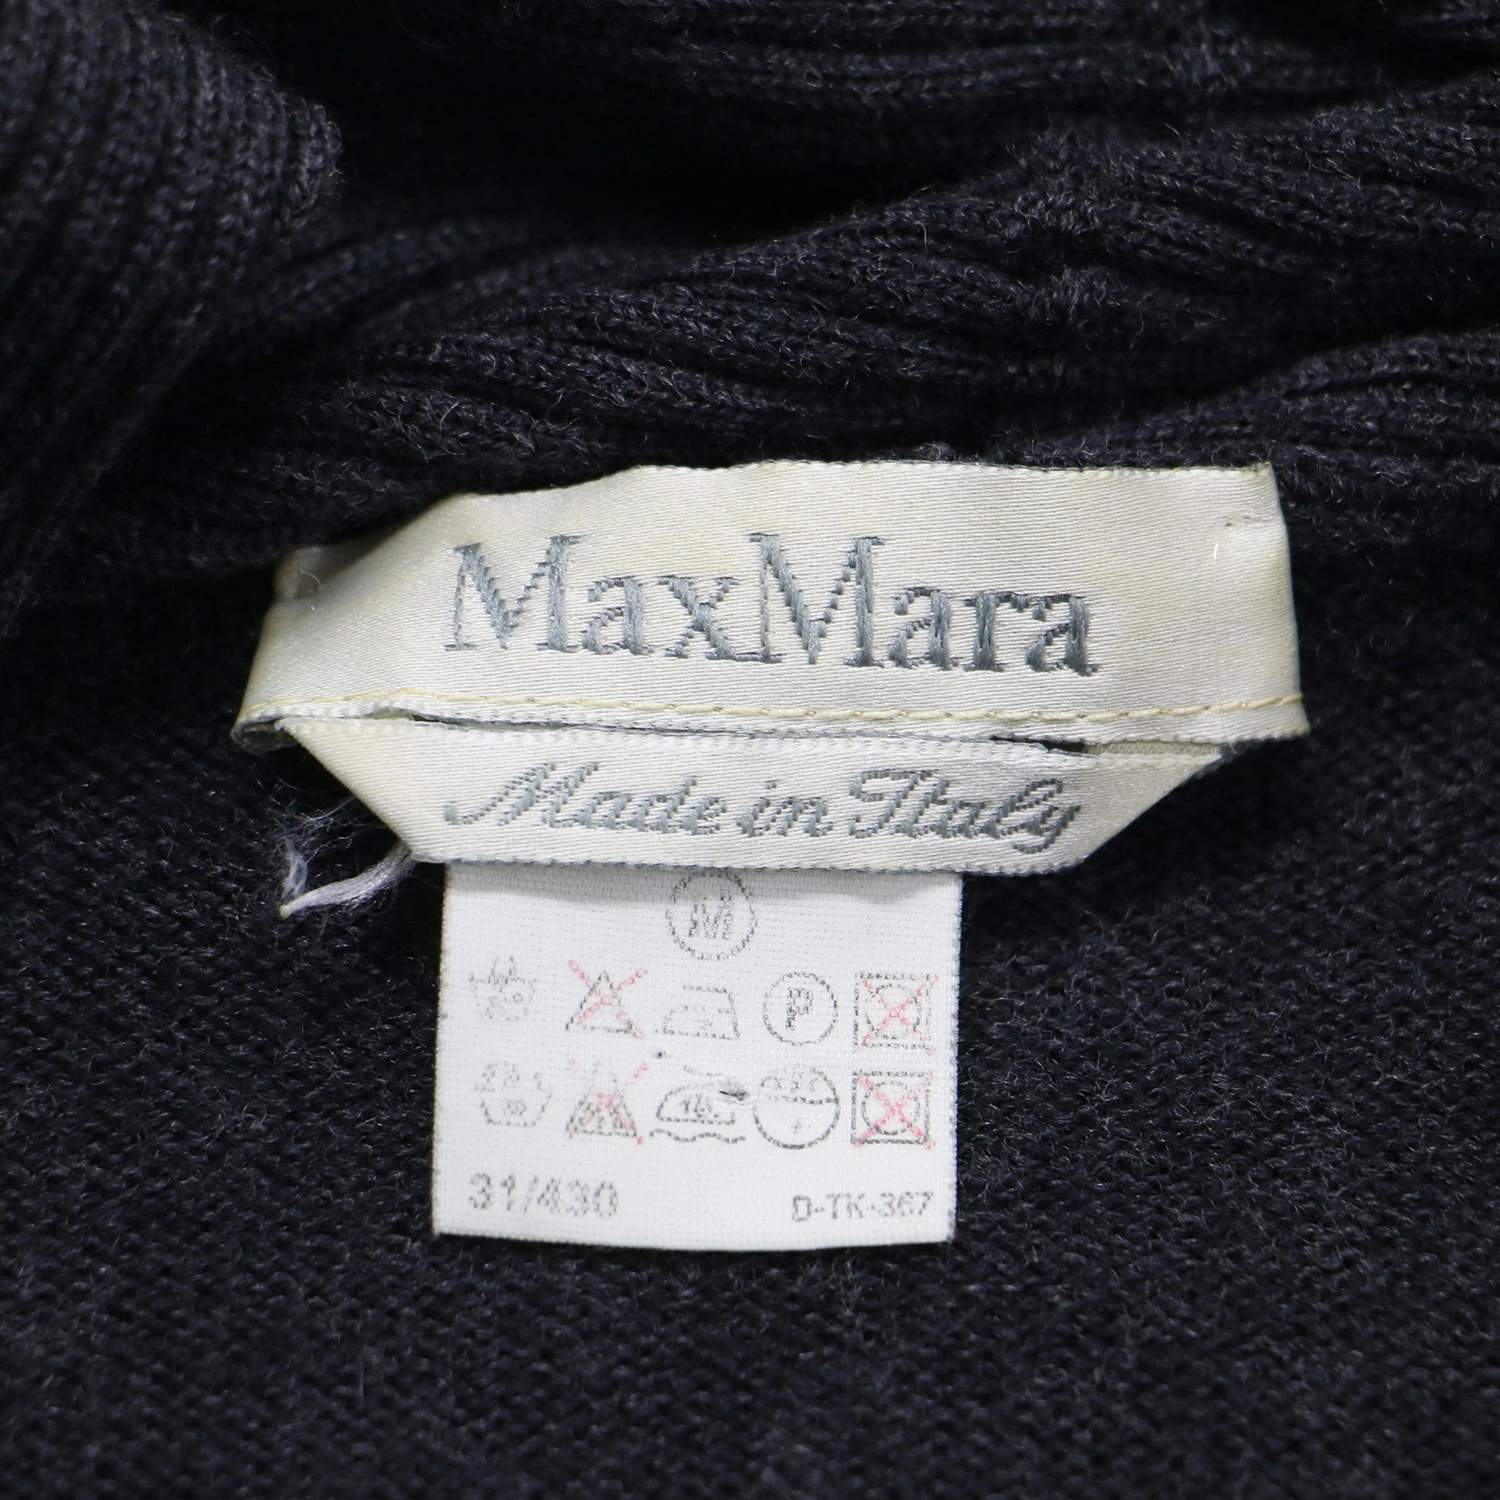 MaxMara
Made in Italy
M
P
31/430
D-TK-367